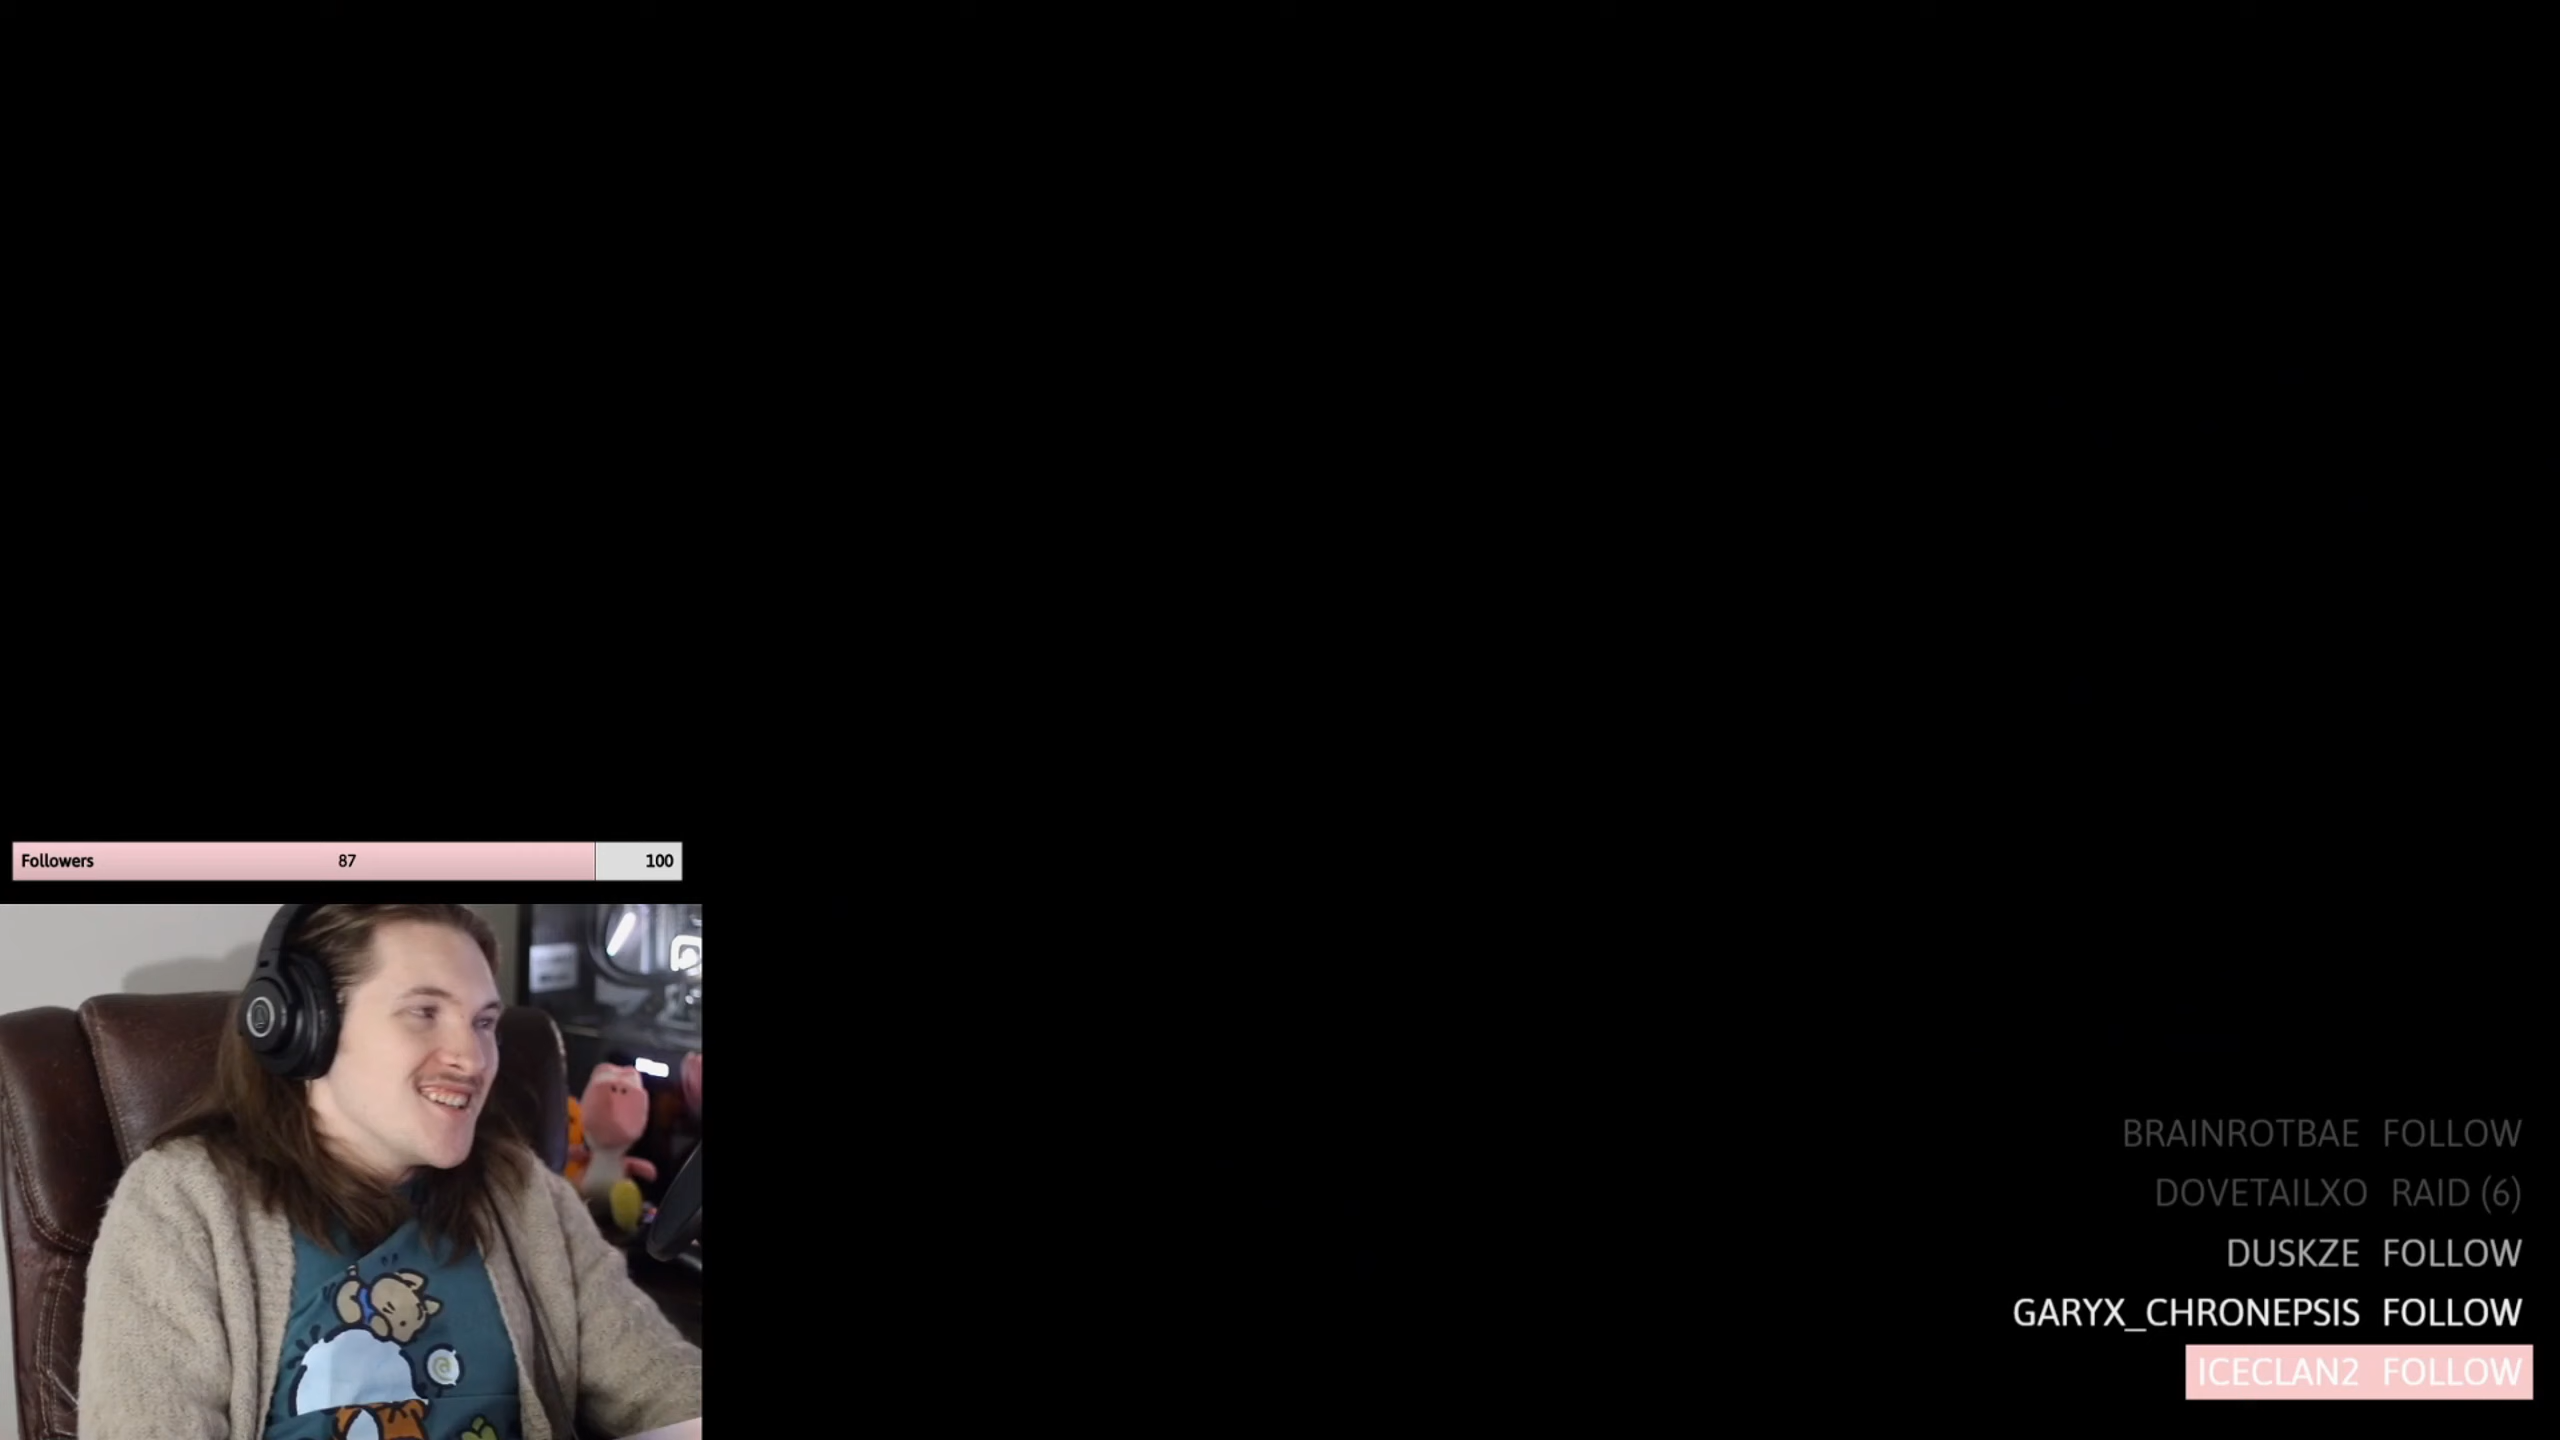 Followers 87 100
BRAINROTBAE FOLLOW
DOVETAILXO RAID (6)
DUSKZE FOLLOW
GARYX_CHRONEPSIS FOLLOW
ICECLAN2 FOLLOW